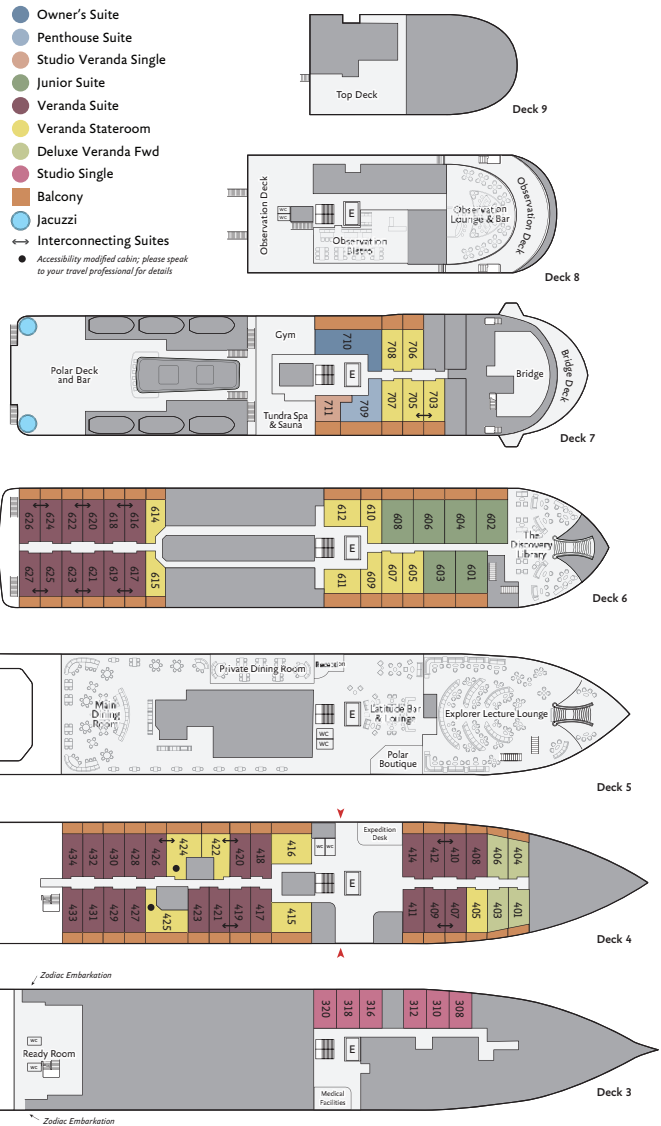 Owner's Suite
Penthouse Suite
Studio Veranda Single
Junior Suite
Veranda Suite
Veranda Stateroom
Deluxe Veranda Fwd
Studio Single
Balcony
Jacuzzi
Interconnecting Suites
Accessibility modified cabin; please speak
to your travel professional for details
Top Deck
Deck 9
Observation Deck
WC
WC
E
Observation
Bistro
Observation
Lounge & Bar
Observation Deck
Deck 8
Polar Deck
and Bar
Gym
Tundra Spa
& Sauna
710
708
706
E
711
709
707
705
703
Bridge
Bridge Deck
Deck 7
626
624
622
620
618
616
614
612
610
608
606
604
602
E
627
625
623
621
619
617
615
611
609
607
605
603
601
The
Discovery
Library
Deck 6
Main
Dining
Room
Private Dining Room
Reception
E
WC
WC
Latitude Bar
& Lounge
Polar
Boutique
Explorer Lecture Lounge
Deck 5
434
432
430
428
426
424
422
420
418
416
WC
WC
Expedition
Desk
414
412
410
408
406
404
E
433
431
429
427
425
423
421
419
417
415
411
409
407
405
403
401
Deck 4
Zodiac Embarkation
WC
Ready Room
WC
320
318
316
312
310
308
E
Medical
Facilities
Deck 3
Zodiac Embarkation